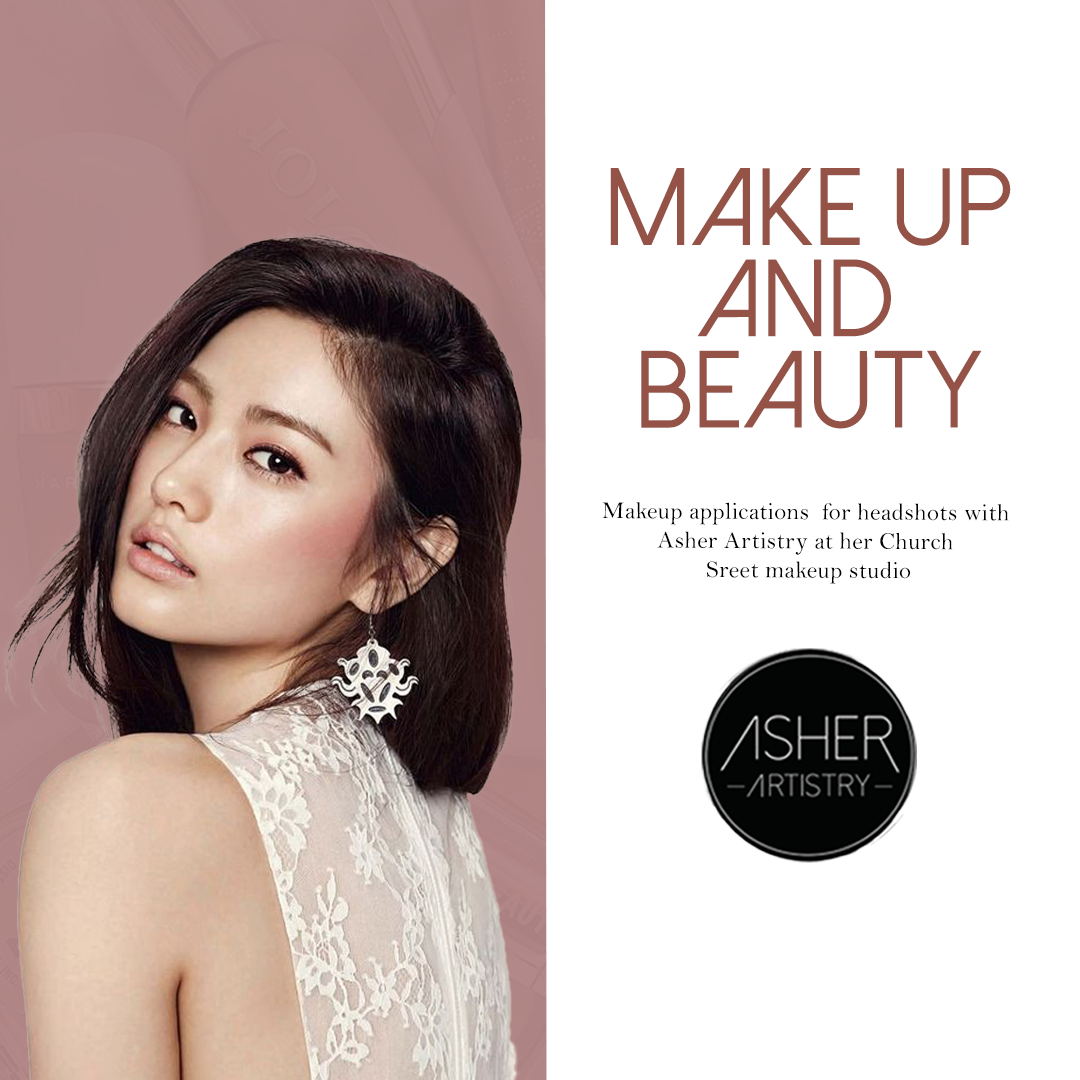 MAKE UP
AND
BEAUTY
Makeup applications  for headshots with
Asher Artistry at her Church
Sreet makeup studio
ASHER
–ARTISTRY–